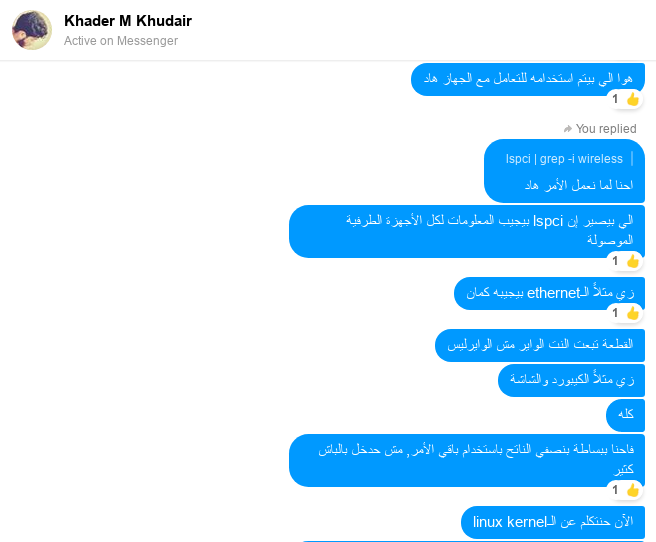 Khader M Khudair
Active on Messenger
هوا الي بيتم استخدامه للتعامل مع الجهاز هاد
1
You replied
lspci | grep -i wireless
احنا لما نعمل الأمر هاد
الي بيصير إن lspci بيجيب المعلومات لكل الأجهزة الطرفية
الموصولة
1
زي مثلاً الـethernet بيجيبه كمان
1
القطعة تبعت النت الواير مش الوايرليس
زي مثلاً الكيبورد والشاشة
كله
فاحنا ببساطة بنصفي الناتج باستخدام باقي الأمر, مش حدخل بالباش
كتير
1
الآن حنتكلم عن الـlinux kernel